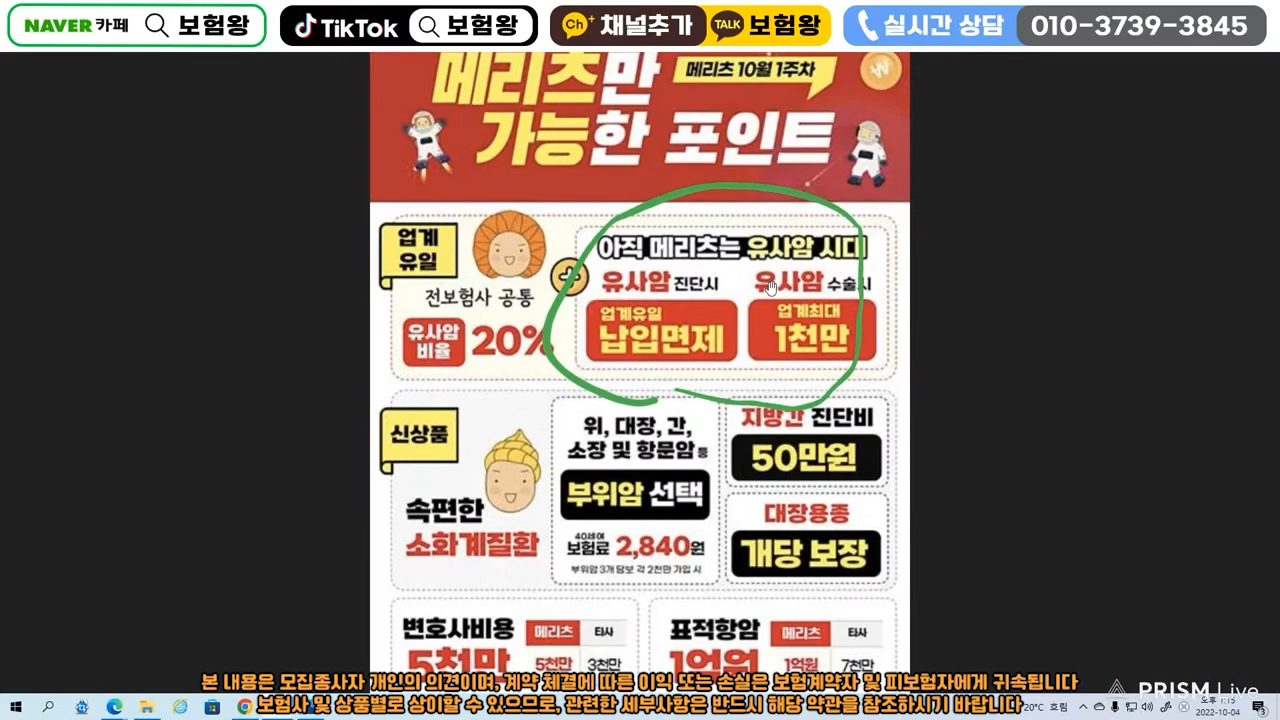 NAVER 카페 보험왕
TikTok 보험왕
Ch+ 채널추가 TALK 보험왕
실시간 상담 010-3739-3845
메리츠만
메리츠 10월 1주차
가능한 포인트
업계
유일
전보험사 공통
유사암
비율 20%
아직 메리츠는 유사암 시대
유사암 진단시
업계유일
납입면제
유사암 수술시
업계최대
1천만
신상품
속편한
소화계질환
위, 대장, 간,
소장 및 항문암 등
부위암 선택
40세여
보험료 2,840원
부위암 3개 담보 각 2천만 가입 시
지방간 진단비
50만원
대장용종
개당 보장
변호사비용 메리츠 타사
5천만 5천만 3천만
표적항암 메리츠 타사
1억원 1억원 7천만
본 내용은 모집종사자 개인의 의견이며, 계약 체결에 따른 이익 또는 손실은 보험계약자 및 피보험자에게 귀속됩니다
보험사 및 상품별로 상이할 수 있으므로, 관련한 세부사항은 반드시 해당 약관을 참조하시기 바랍니다
PRISM Live
20°C 흐림
오후 1:15
2022-10-04